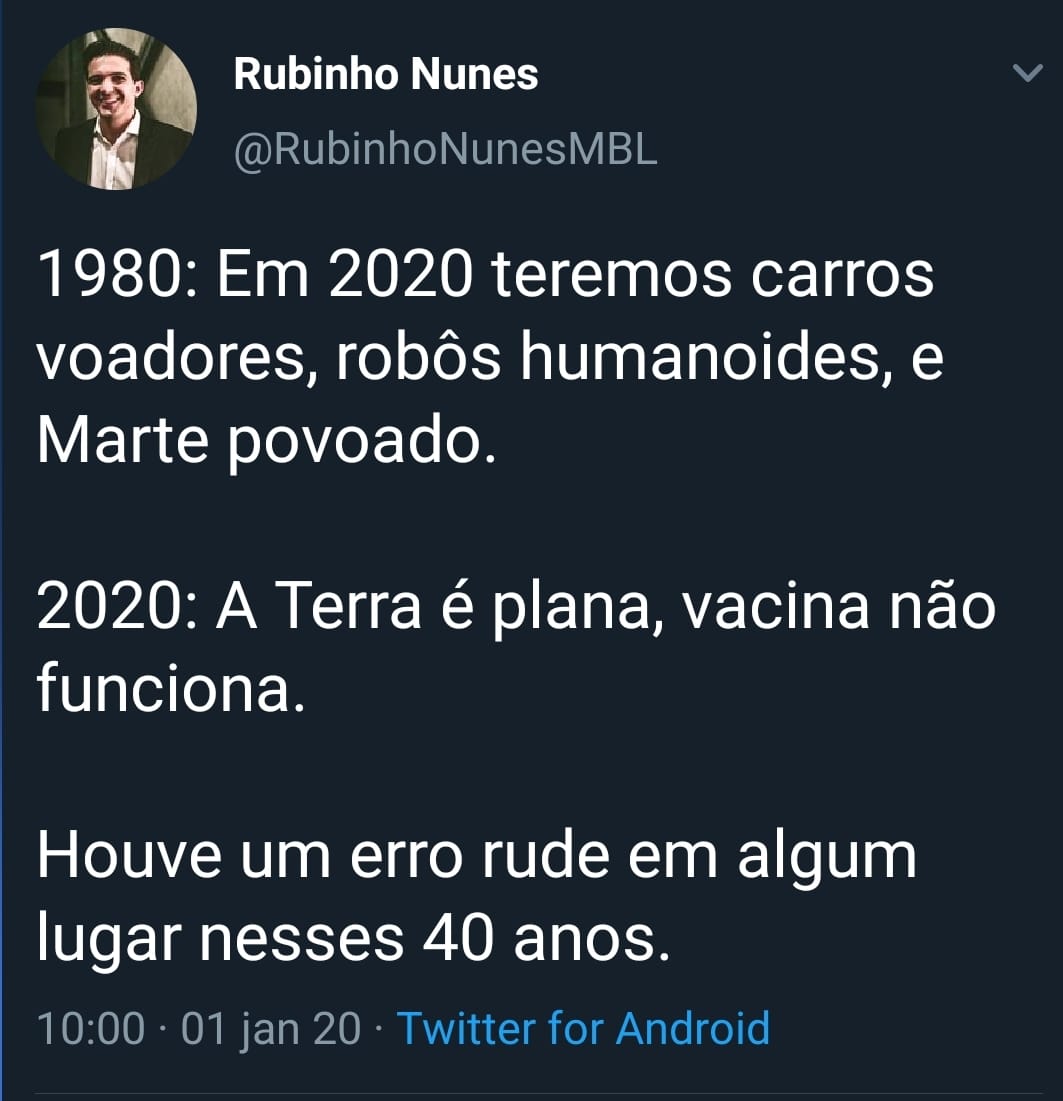 Rubinho Nunes
@RubinhoNunesMBL
1980: Em 2020 teremos carros
voadores, robôs humanoides, e
Marte povoado.
2020: A Terra é plana, vacina não
funciona.
Houve um erro rude em algum
lugar nesses 40 anos.
10:00 · 01 jan 20 · Twitter for Android